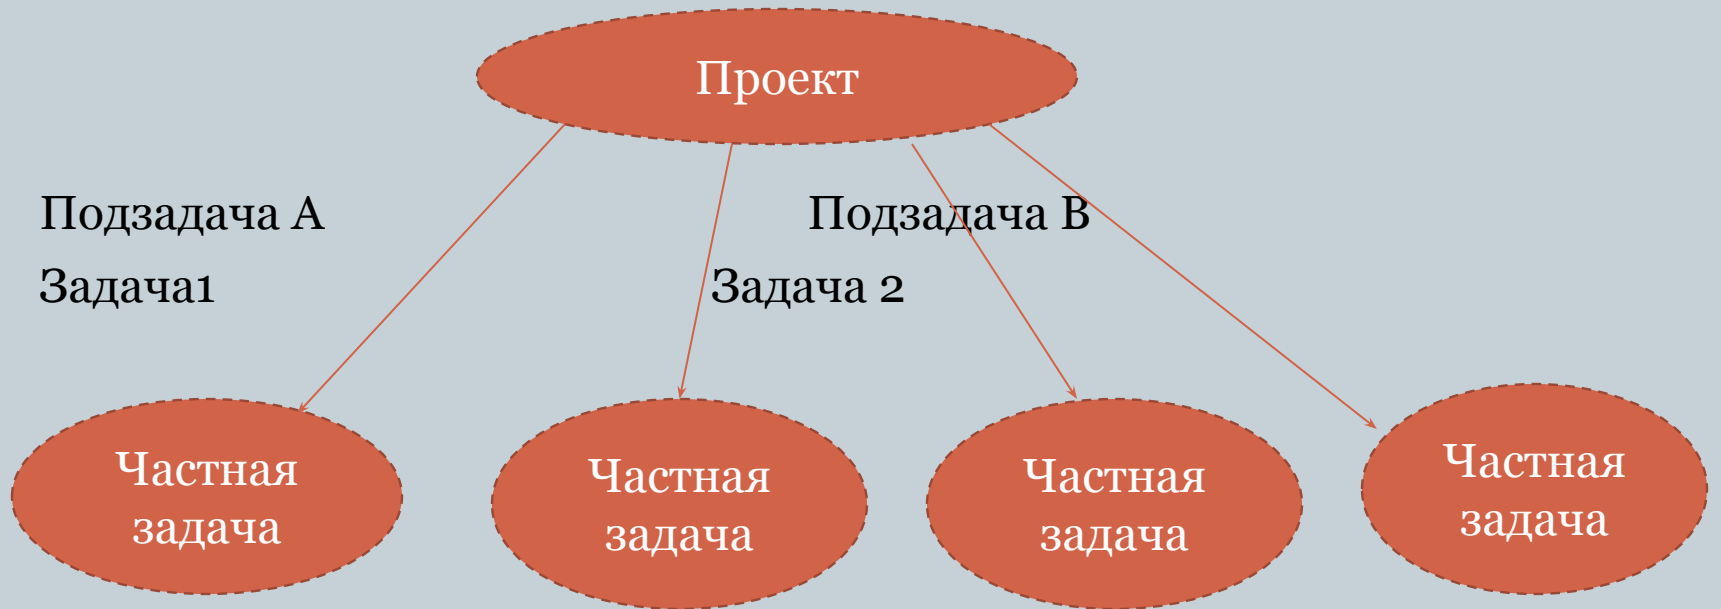 Проект
Подзадача А
Подзадача В
Задача1
Задача 2
Частная
задача
Частная
задача
Частная
задача
Частная
задача